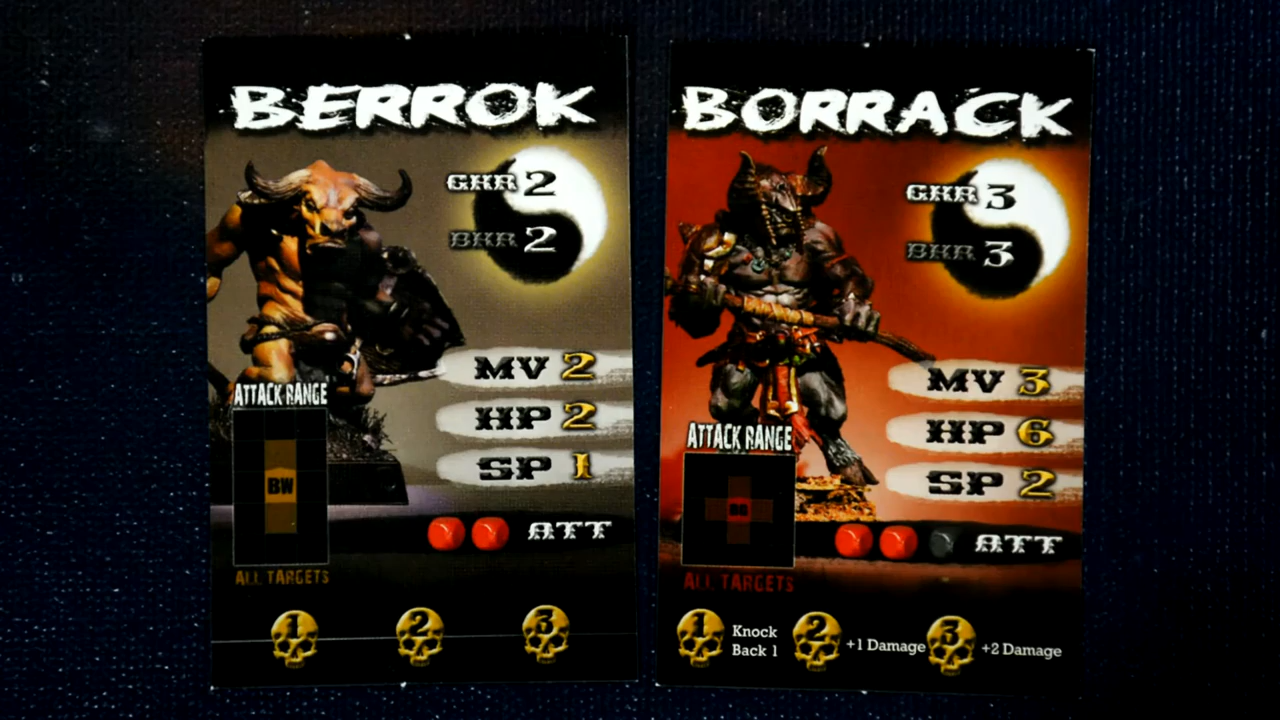 BERROK
GHR 2
BHR 2
MV 2
HP 2
SP 1
ATTACK RANGE
BW
ATT
ALL TARGETS
1
2
3
BORRACK
GHR 3
BHR 3
MV 3
HP 6
SP 2
ATTACK RANGE
ATT
ALL TARGETS
1 Knock
Back 1
2 +1 Damage
3 +2 Damage